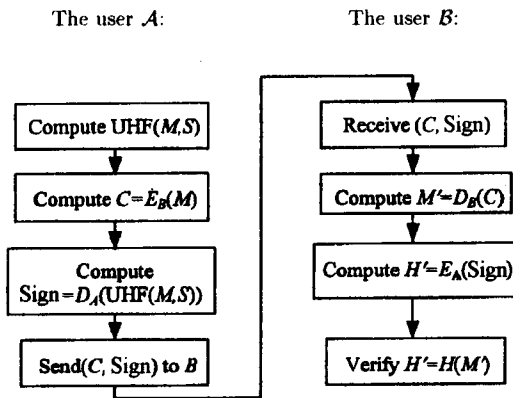 The user A:
Compute UHF(M,S)
Compute C=E_B(M)
Compute
Sign=D_A(UHF(M,S))
Send(C, Sign) to B
The user B:
Receive (C, Sign)
Compute M'=D_B(C)
Compute H'=E_A(Sign)
Verify H'=H(M')